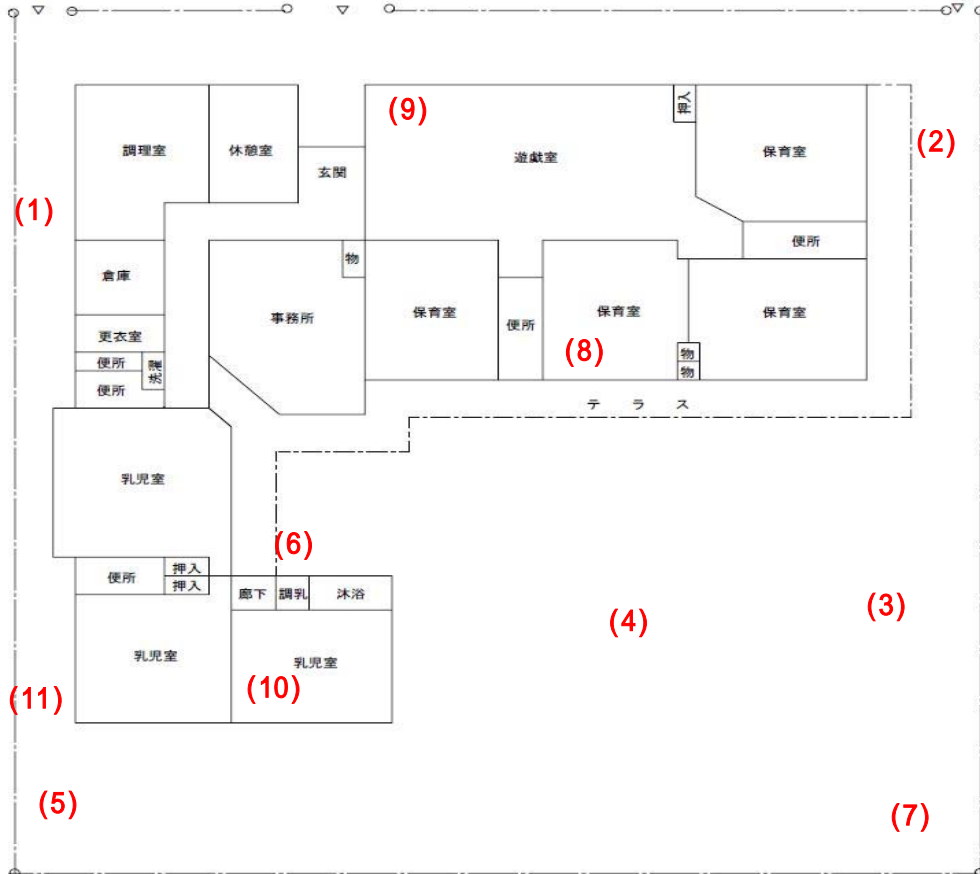 (9)
押入
(2)
調理室
休憩室
玄関
遊戯室
保育室
(1)
便所
物
倉庫
事務所
保育室
便所
保育室
保育室
更衣室
便所
洗濯
便所
(8)
物
物
テラス
乳児室
(6)
便所
押入
押入
廊下
調乳
沐浴
(3)
(4)
乳児室
乳児室
(10)
(11)
(5)
(7)